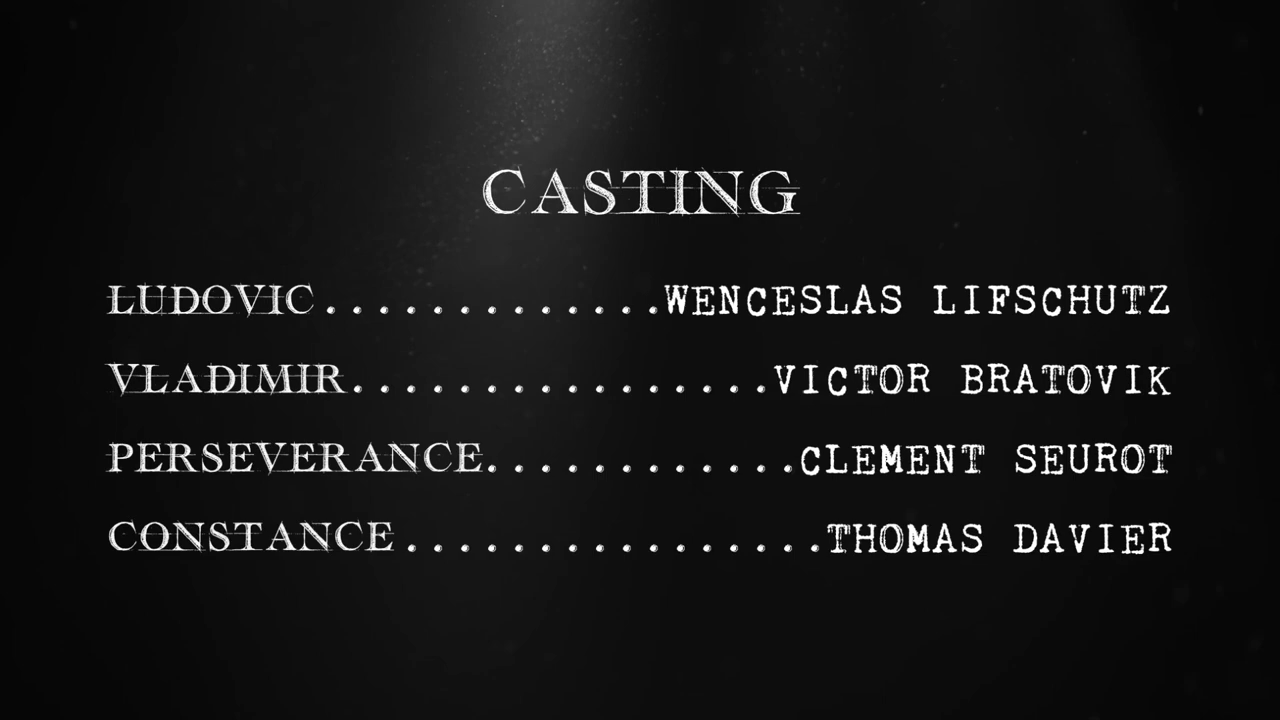 CASTING
LUDOVIC.............WENCESLAS LIFSCHUTZ
VLADIMIR................VICTOR BRATOVIK
PERSEVERANCE............CLEMENT SEUROT
CONSTANCE................THOMAS DAVIER